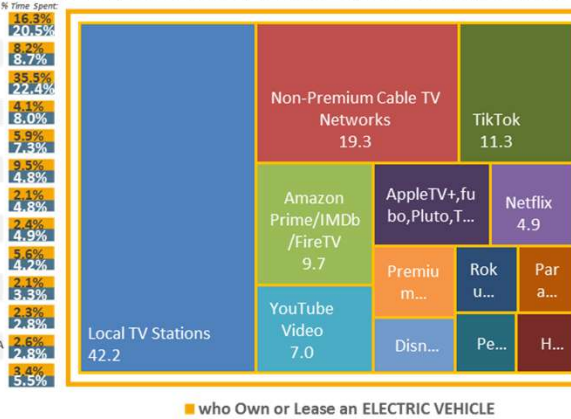 % Time Spent:
16.3%
20.5%
8.2%
8.7%
35.5%
22.4%
4.1%
8.0%
5.9%
7.3%
9.5%
4.8%
2.1%
4.8%
2.4%
4.9%
5.6%
4.2%
2.1%
3.3%
2.3%
2.8%
A
2.6%
2.8%
3.4%
5.5%
Local TV Stations
42.2
Non-Premium Cable TV
Networks
19.3
TikTok
11.3
Amazon
Prime/IMDb
/FireTV
9.7
AppleTV+,fu
bo,Pluto,T...
Netflix
4.9
YouTube
Video
7.0
Premiu
m...
Rok
u...
Par
a...
Disn...
Pe...
H...
who Own or Lease an ELECTRIC VEHICLE